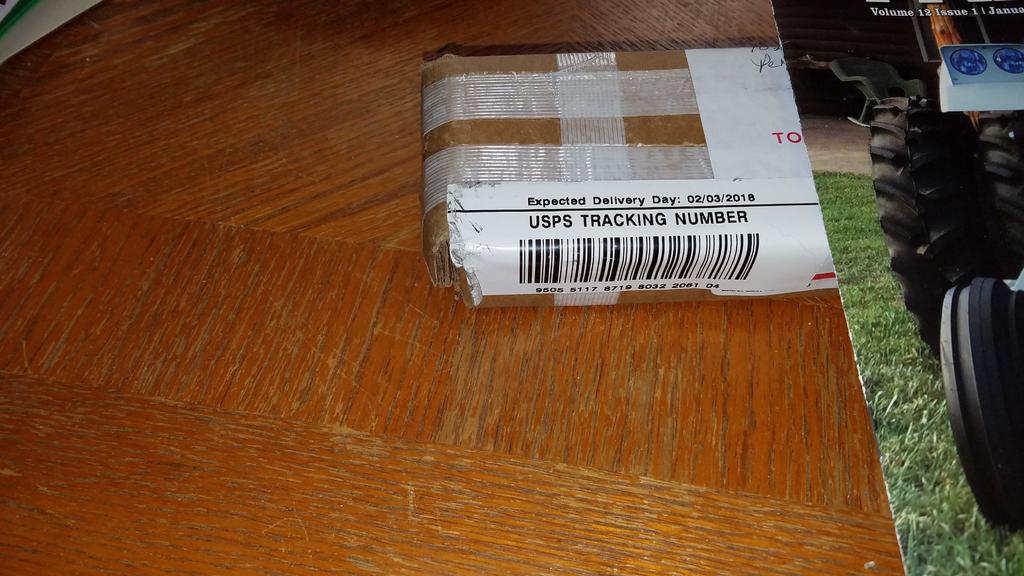 Volume 12 Issue 1 | Janua
TO
Expected Delivery Day: 02/03/2018
USPS TRACKING NUMBER
9505 5117 8719 8032 2061 04